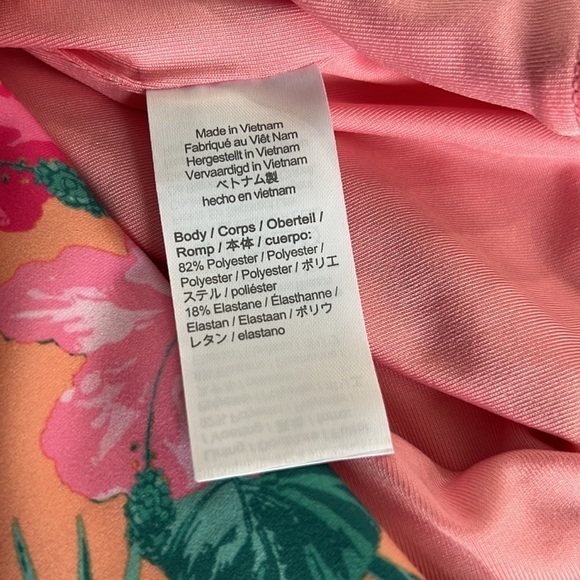 Made in Vietnam
Fabriqué au Viêt Nam
Hergestellt in Vietnam
Vervaardigd in Vietnam
ベトナム製
hecho en vietnam
Body / Corps / Oberteil /
Romp / 本体 / cuerpo:
82% Polyester / Polyester /
Polyester / Polyester / ポリエ
ステル / poliéster
18% Elastane / Élasthanne /
Elastan / Elastaan / ポリウ
レタン / elastano